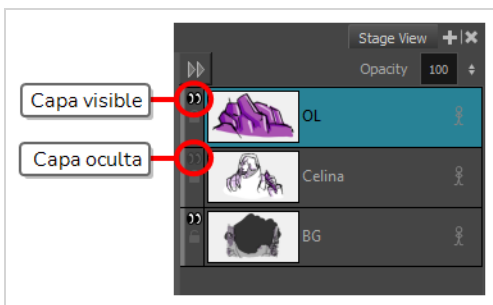 Stage View
Opacity 100
Capa visible
OL
Capa oculta
Celina
BG